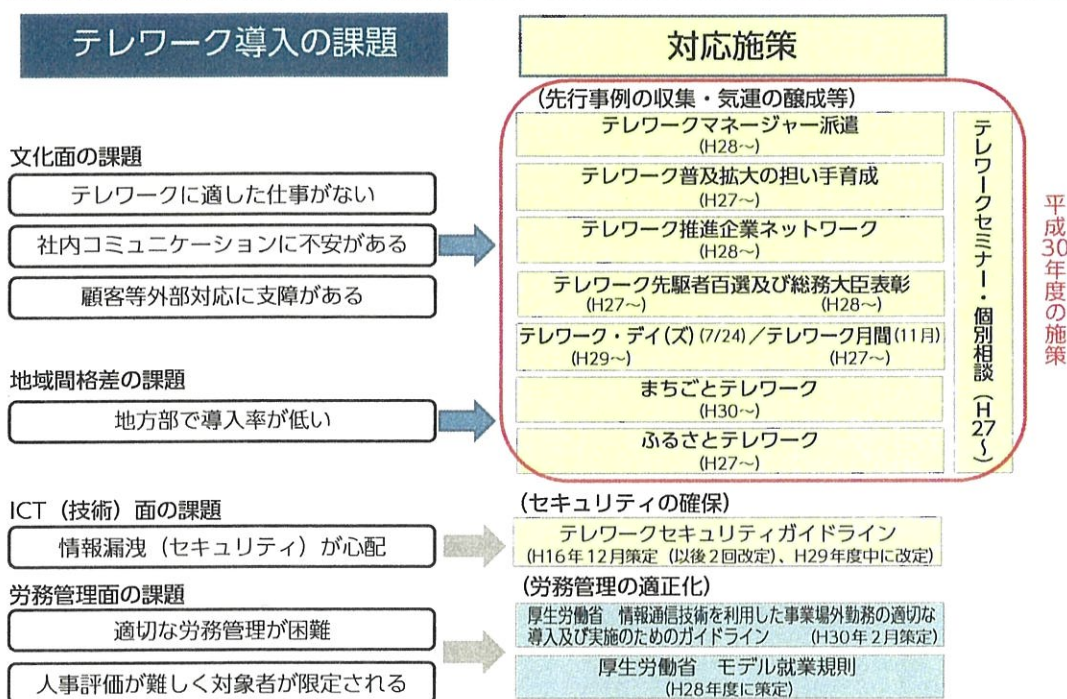 テレワーク導入の課題
対応施策
文化面の課題
テレワークに適した仕事がない
社内コミュニケーションに不安がある
顧客等外部対応に支障がある
地域間格差の課題
地方部で導入率が低い
ICT（技術）面の課題
情報漏洩（セキュリティ）が心配
労務管理面の課題
適切な労務管理が困難
人事評価が難しく対象者が限定される
（先行事例の収集・気運の醸成等）
テレワークマネージャー派遣
（H28～）
テレワーク普及拡大の担い手育成
（H27～）
テレワーク推進企業ネットワーク
（H28～）
テレワーク先駆者百選及び総務大臣表彰
（H27～） （H28～）
テレワーク・デイ（ズ）（7/24）／テレワーク月間（11月）
（H29～） （H27～）
まちごとテレワーク
（H30～）
ふるさとテレワーク
（H27～）
テレワークセミナー・個別相談（H27～）
平成30年度の施策
（セキュリティの確保）
テレワークセキュリティガイドライン
（H16年12月策定（以後2回改定）、H29年度中に改定）
（労務管理の適正化）
厚生労働省 情報通信技術を利用した事業場外勤務の適切な
導入及び実施のためのガイドライン （H30年2月策定）
厚生労働省 モデル就業規則
（H28年度に策定）